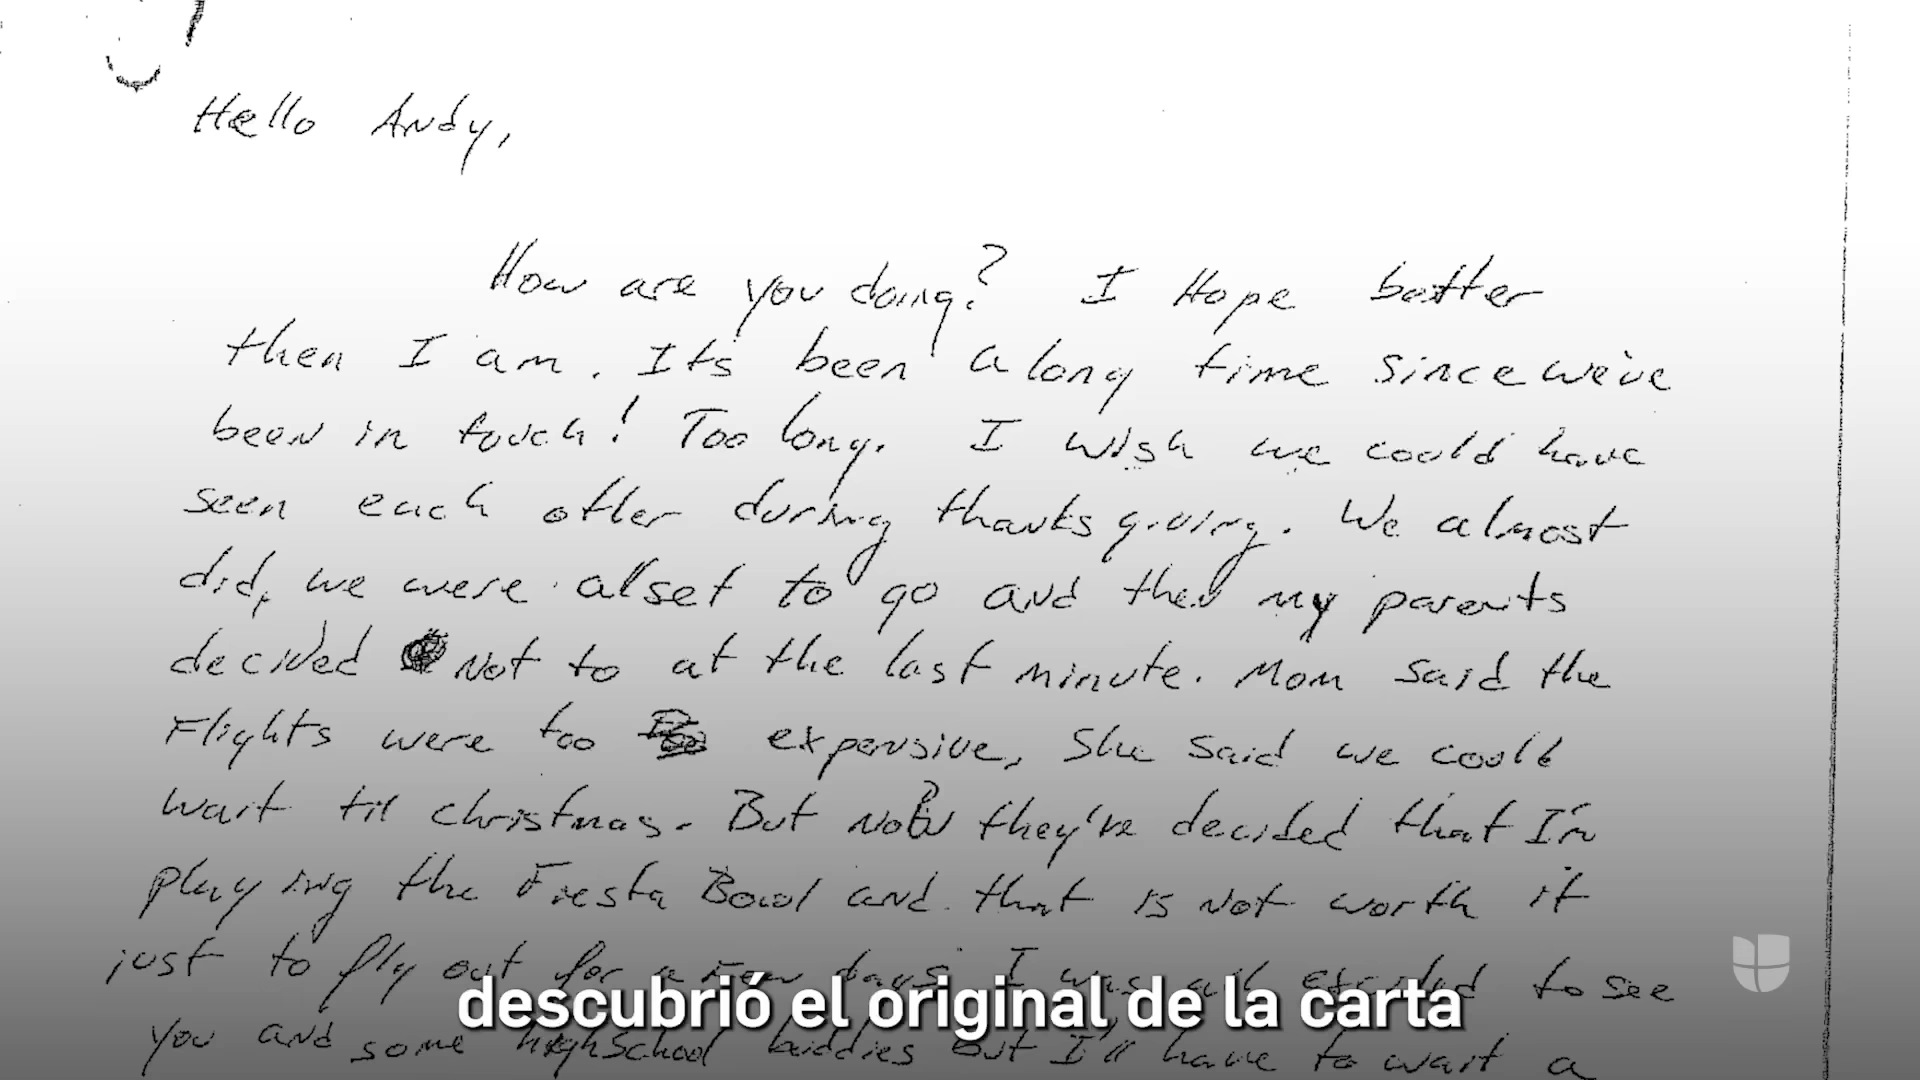 Hello Andy,
How are you doing? I Hope better
then I am. Its been a long time since we've
been in touch! Too long. I wish we could have
seen each other during thanksgiving. We almost
did, we were allset to go and then my parents
decided Not to at the last minute. Mom said the
Flights were too expensive, She said we could
wait til christmas. But Now they've decided that I'm
playing the Fiesta Bowl and that is Not worth it
just to fly out for a Few days. I was all excited to see
you and some highschool buddies but I'll have to wait a
descubrió el original de la carta